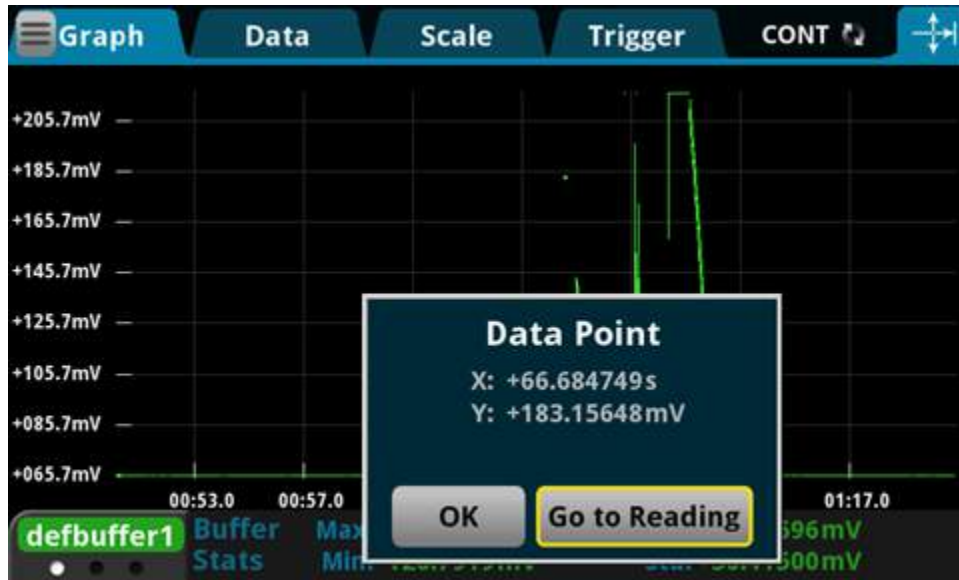 Graph Data Scale Trigger CONT
+205.7mV
+185.7mV
+165.7mV
+145.7mV
+125.7mV
+105.7mV
+085.7mV
+065.7mV
Data Point
X: +66.684749s
Y: +183.15648mV
OK Go to Reading
00:53.0 00:57.0 01:17.0
defbuffer1
Buffer
Stats